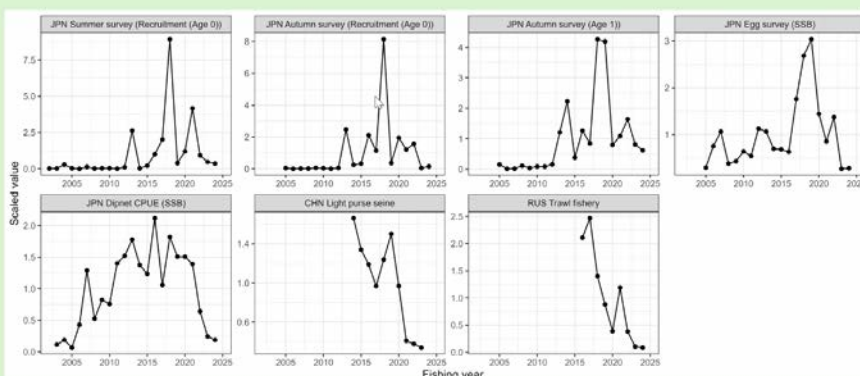 JPN Summer survey (Recruitment (Age 0))
JPN Autumn survey (Recruitment (Age 0))
JPN Autumn survey (Age 1))
JPN Egg survey (SSB)
7.5
5.0
2.5
0.0
2005 2010 2015 2020 2025
8
6
4
2
0
2005 2010 2015 2020 2025
4
3
2
1
0
2005 2010 2015 2020 2025
3
2
1
2005 2010 2015 2020 202
Scaled value
JPN Dipnet CPUE (SSB)
CHN Light purse seine
RUS Trawl fishery
2.0
1.5
1.0
0.5
0.0
2005 2010 2015 2020 2025
1.4
1.0
0.6
2005 2010 2015 2020 2025
2.5
2.0
1.5
1.0
0.5
0.0
2005 2010 2015 2020 2025
Fishing year